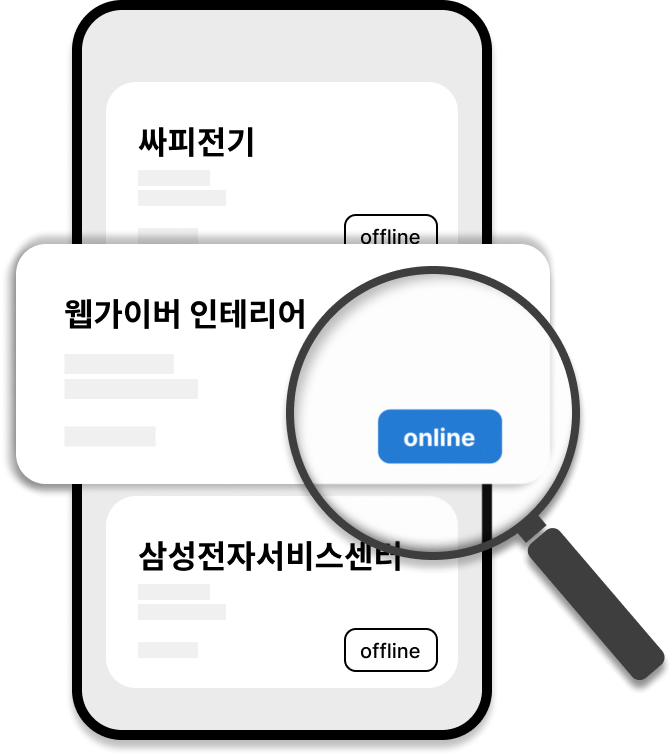 싸피전기
offline
웹가이버 인테리어
online
삼성전자서비스센터
offline